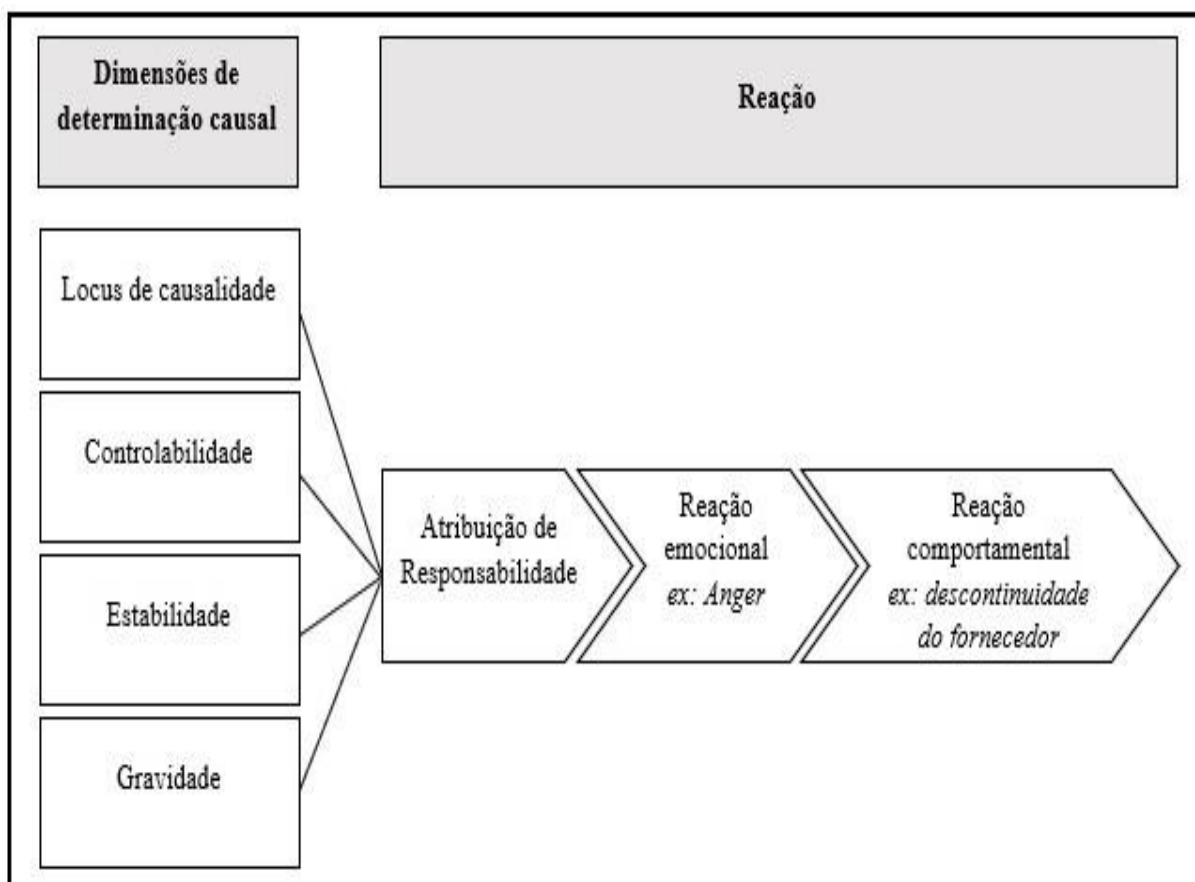 Dimensões de
determinação causal
Reação
Locus de causalidade
Controlabilidade
Estabilidade
Gravidade
Atribuição de
Responsabilidade
Reação
emocional
ex: Anger
Reação
comportamental
ex: descontinuidade
do fornecedor